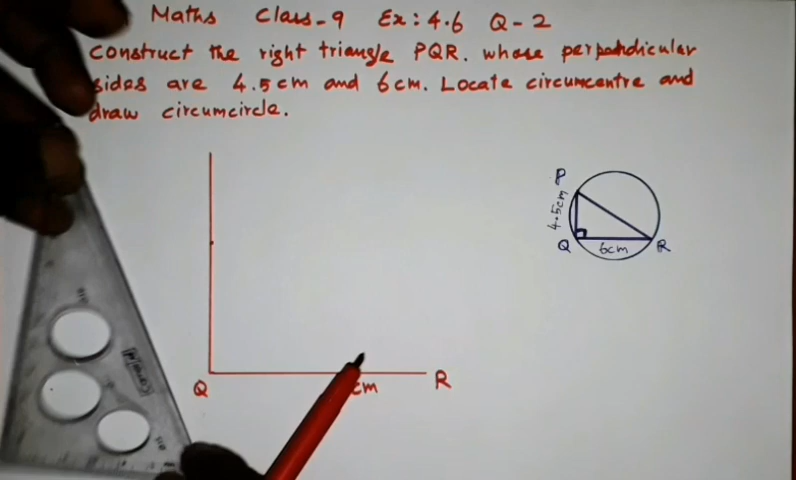 Maths Class-9 Ex: 4.6 Q-2
Construct the right triangle PQR. whose perpendicular
sides are 4.5cm and 6cm. Locate circumcentre and
draw circumcircle.
P
4.5cm
Q 6cm R
Q cm R